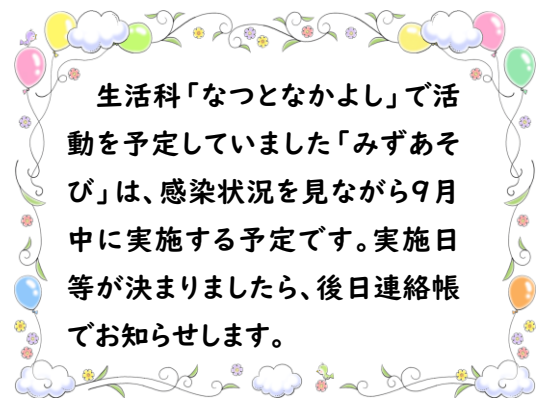 生活科「なつとなかよし」で活
動を予定していました「みずあそ
び」は、感染状況を見ながら9月
中に実施する予定です。実施日
等が決まりましたら、後日連絡帳
でお知らせします。